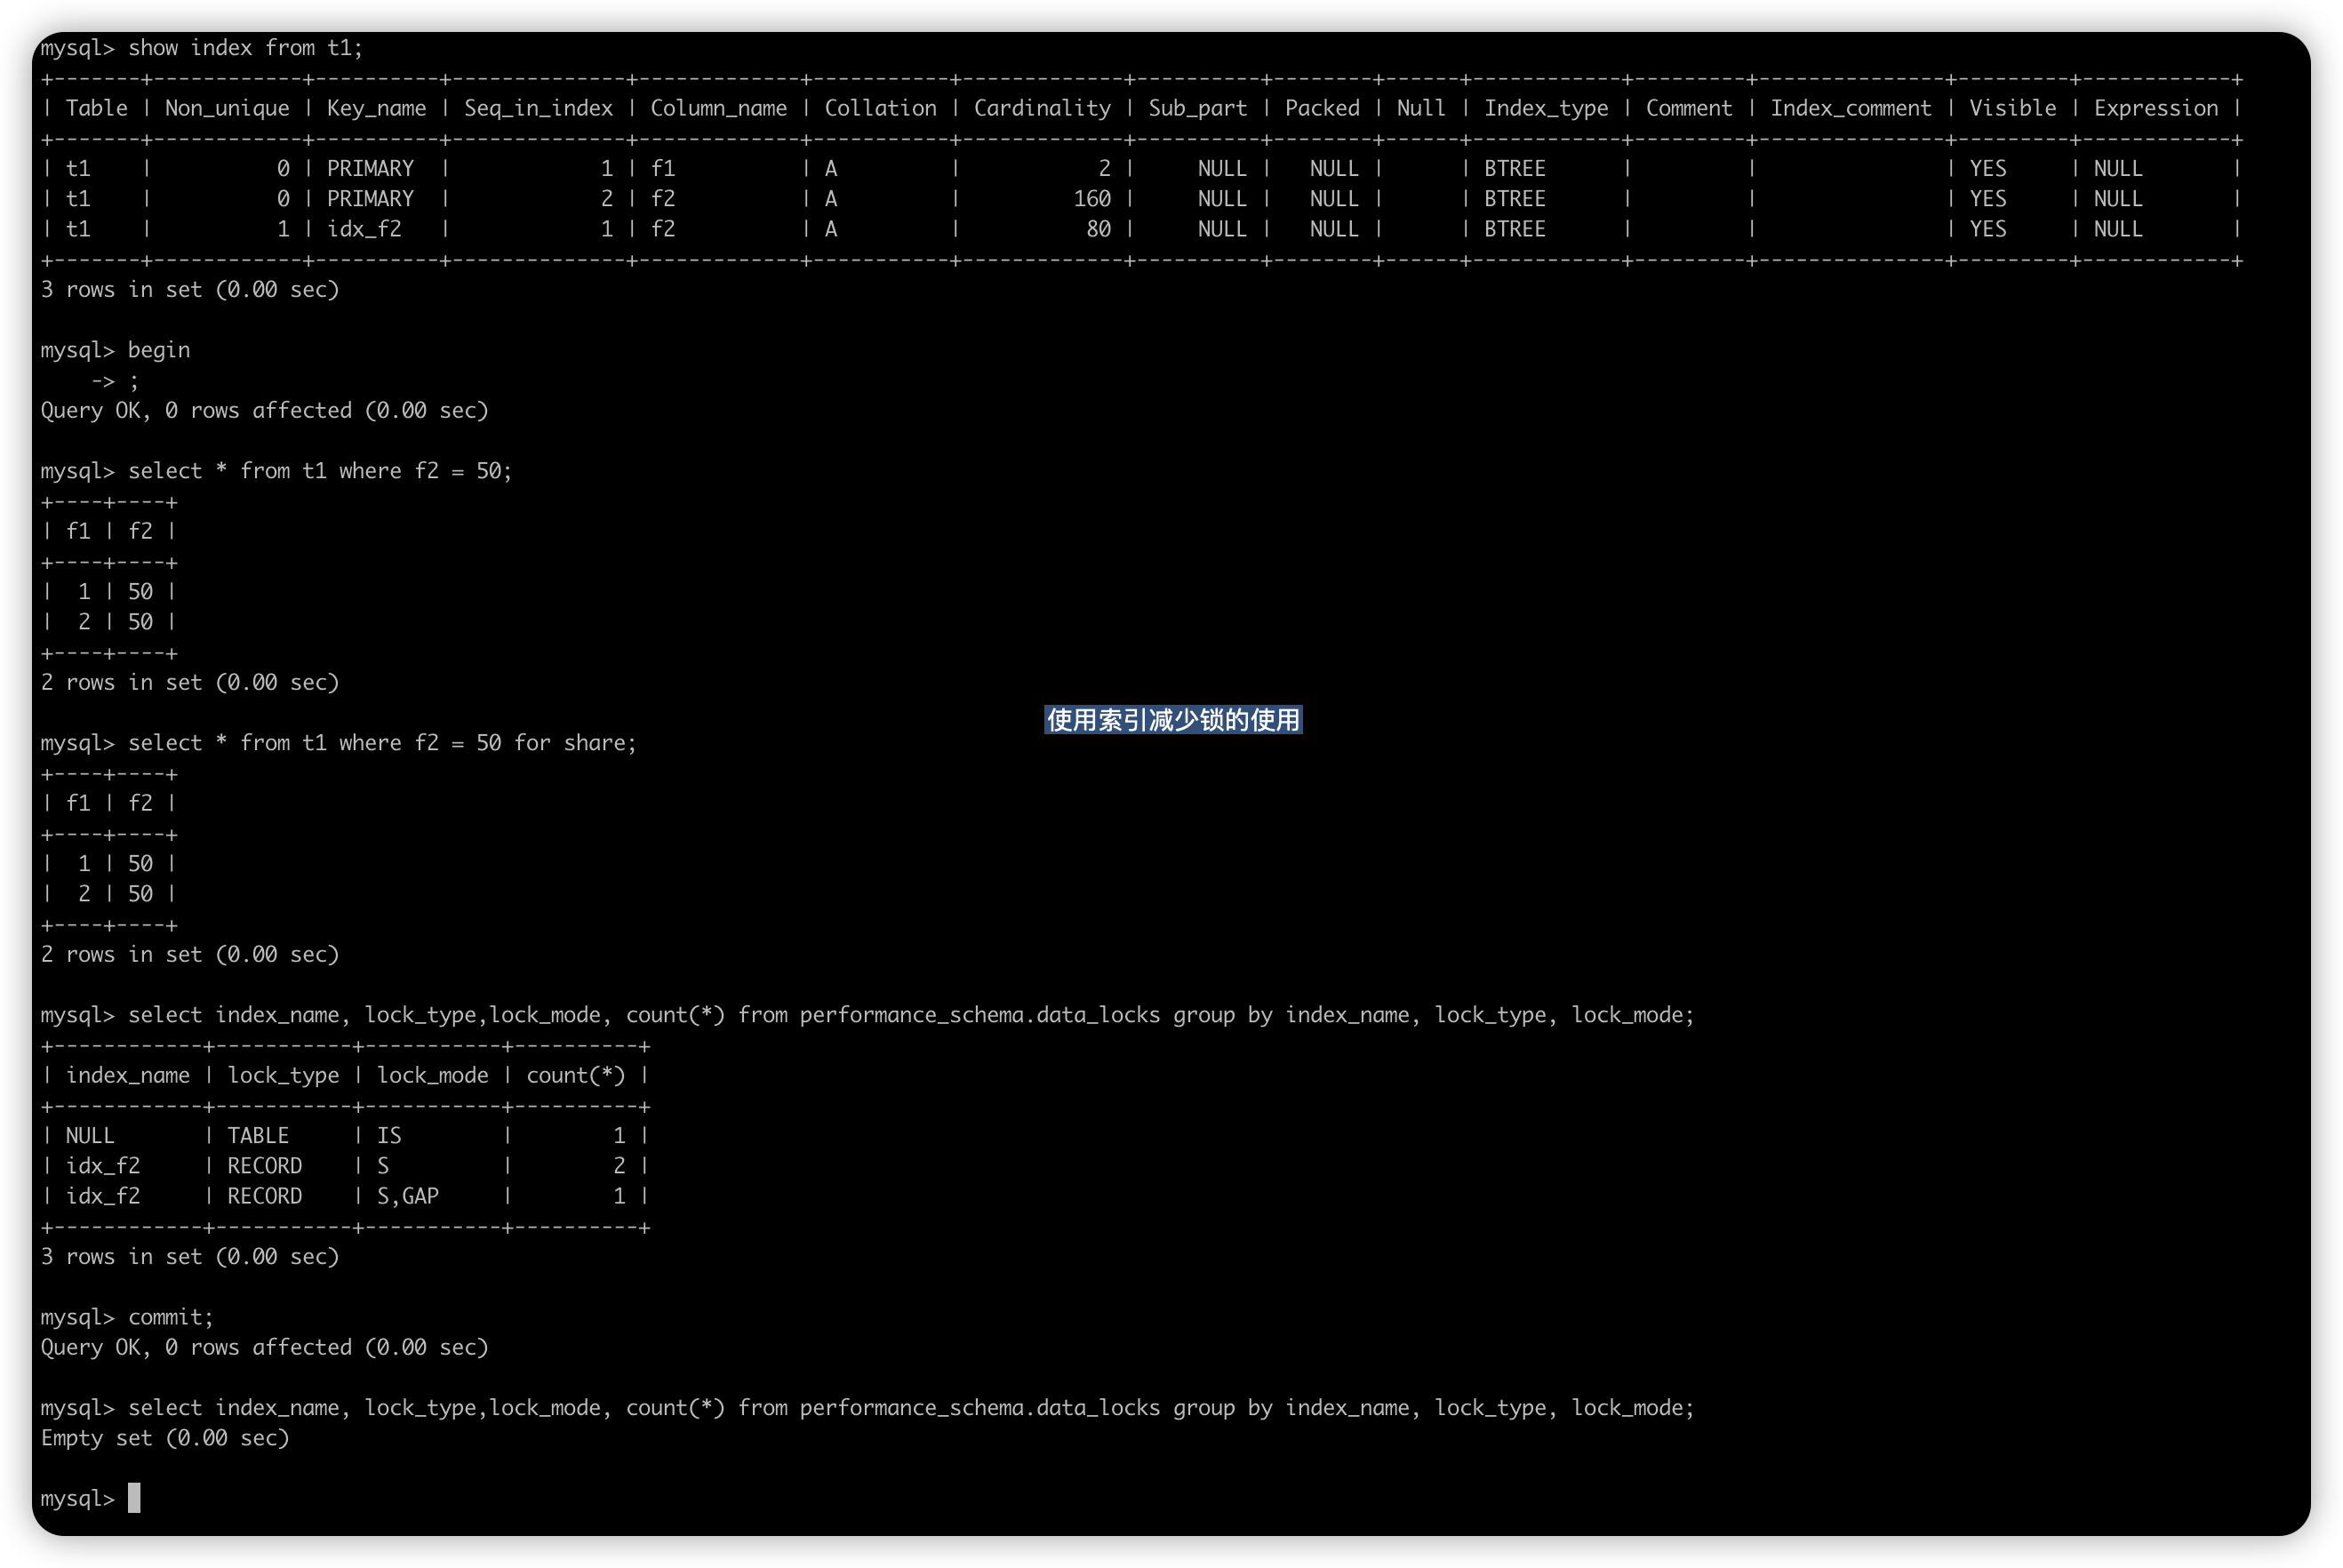 mysql> show index from t1;
+-------+------------+----------+--------------+-------------+-----------+-------------+----------+--------+------+------------+---------+---------------+---------+------------+
| Table | Non_unique | Key_name | Seq_in_index | Column_name | Collation | Cardinality | Sub_part | Packed | Null | Index_type | Comment | Index_comment | Visible | Expression |
+-------+------------+----------+--------------+-------------+-----------+-------------+----------+--------+------+------------+---------+---------------+---------+------------+
| t1    |          0 | PRIMARY  |            1 | f1          | A         |           2 |     NULL |   NULL |      | BTREE      |         |               | YES     | NULL       |
| t1    |          0 | PRIMARY  |            2 | f2          | A         |         160 |     NULL |   NULL |      | BTREE      |         |               | YES     | NULL       |
| t1    |          1 | idx_f2   |            1 | f2          | A         |          80 |     NULL |   NULL |      | BTREE      |         |               | YES     | NULL       |
+-------+------------+----------+--------------+-------------+-----------+-------------+----------+--------+------+------------+---------+---------------+---------+------------+
3 rows in set (0.00 sec)
mysql> begin
    -> ;
Query OK, 0 rows affected (0.00 sec)
mysql> select * from t1 where f2 = 50;
+----+----+
| f1 | f2 |
+----+----+
|  1 | 50 |
|  2 | 50 |
+----+----+
2 rows in set (0.00 sec)
使用索引减少锁的使用
mysql> select * from t1 where f2 = 50 for share;
+----+----+
| f1 | f2 |
+----+----+
|  1 | 50 |
|  2 | 50 |
+----+----+
2 rows in set (0.00 sec)
mysql> select index_name, lock_type,lock_mode, count(*) from performance_schema.data_locks group by index_name, lock_type, lock_mode;
+------------+-----------+-----------+----------+
| index_name | lock_type | lock_mode | count(*) |
+------------+-----------+-----------+----------+
| NULL       | TABLE     | IS        |        1 |
| idx_f2     | RECORD    | S         |        2 |
| idx_f2     | RECORD    | S,GAP     |        1 |
+------------+-----------+-----------+----------+
3 rows in set (0.00 sec)
mysql> commit;
Query OK, 0 rows affected (0.00 sec)
mysql> select index_name, lock_type,lock_mode, count(*) from performance_schema.data_locks group by index_name, lock_type, lock_mode;
Empty set (0.00 sec)
mysql>